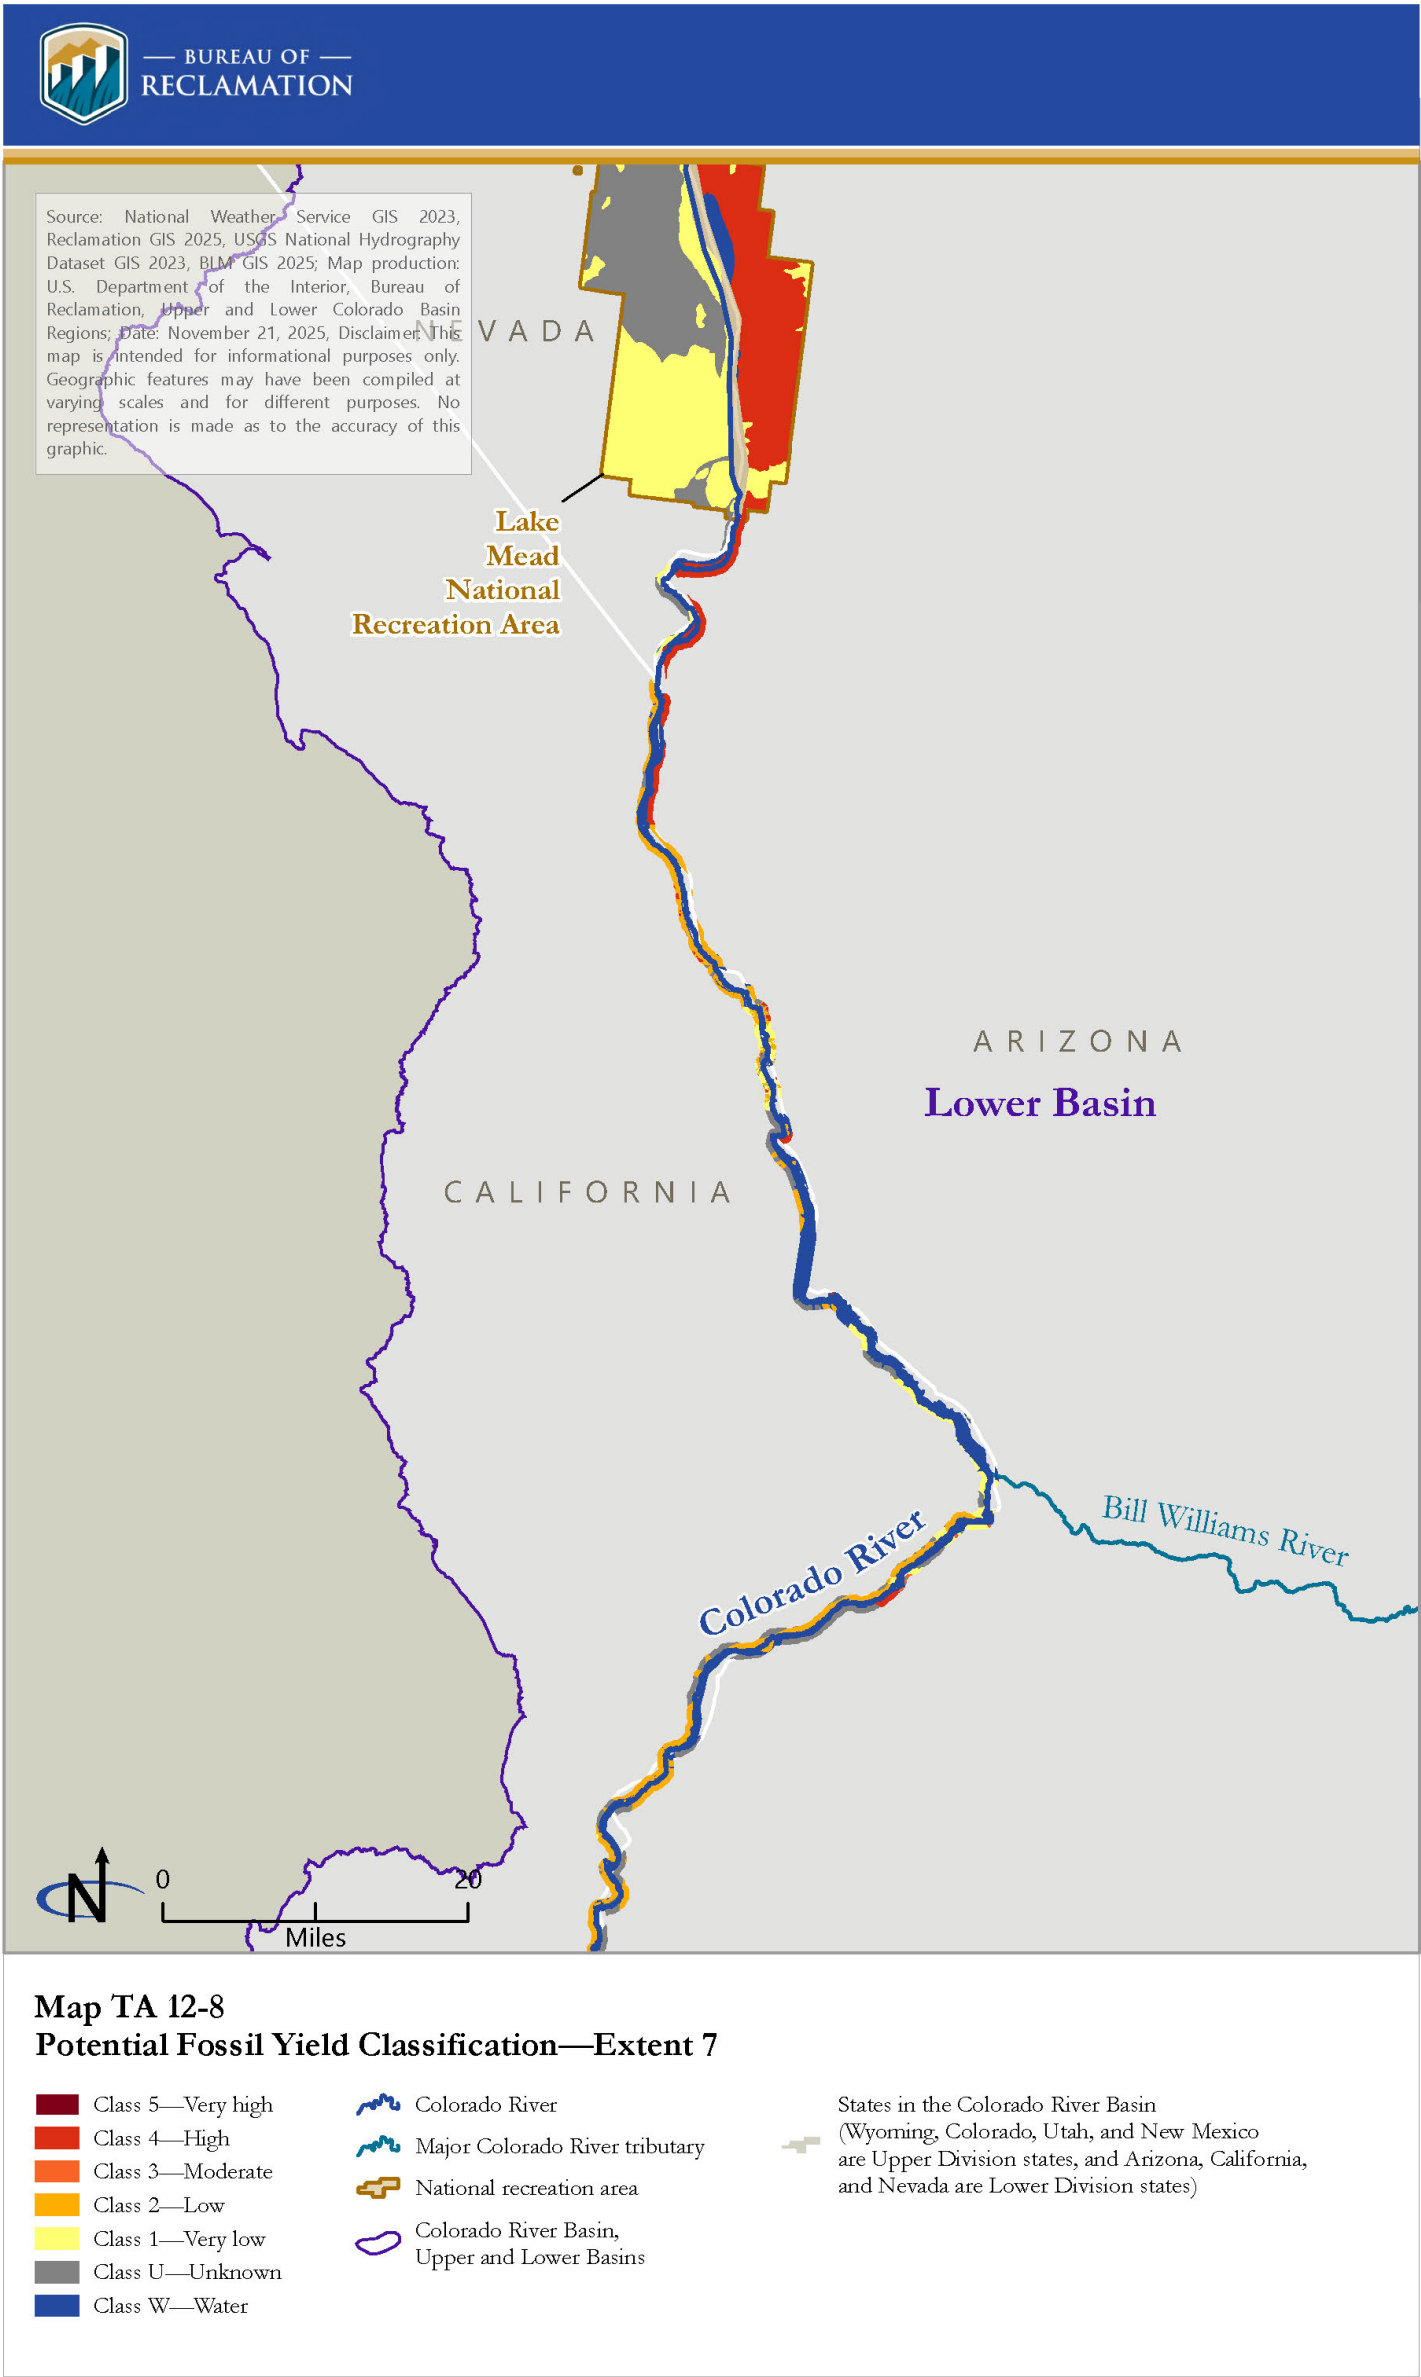 BUREAU OF
RECLAMATION
Source: National Weather Service GIS 2023,
Reclamation GIS 2025, USGS National Hydrography
Dataset GIS 2023, BLM GIS 2025; Map production:
U.S. Department of the Interior, Bureau of
Reclamation, Upper and Lower Colorado Basin
Regions; Date: November 21, 2025, Disclaimer: This
map is intended for informational purposes only.
Geographic features may have been compiled at
varying scales and for different purposes. No
representation is made as to the accuracy of this
graphic.
NEVADA
Lake
Mead
National
Recreation Area
ARIZONA
Lower Basin
CALIFORNIA
Bill Williams River
Colorado River
N
0 20
Miles
Map TA 12-8
Potential Fossil Yield Classification—Extent 7
Class 5—Very high
Class 4—High
Class 3—Moderate
Class 2—Low
Class 1—Very low
Class U—Unknown
Class W—Water
Colorado River
Major Colorado River tributary
National recreation area
Colorado River Basin,
Upper and Lower Basins
States in the Colorado River Basin
(Wyoming, Colorado, Utah, and New Mexico
are Upper Division states, and Arizona, California,
and Nevada are Lower Division states)